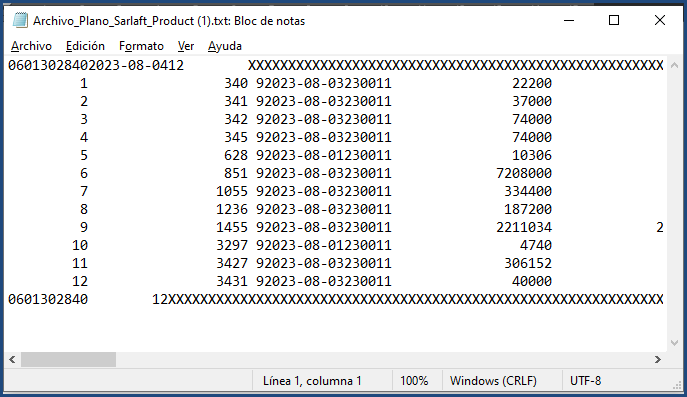 Archivo_Plano_Sarlaft_Product (1).txt: Bloc de notas
Archivo Edición Formato Ver Ayuda
06013028402023-08-0412 XXXXXXXXXXXXXXXXXXXXXXXXXXXXXXXXXXXXXXXXXXXXXXXXXXXX
1 340 92023-08-03230011 22200
2 341 92023-08-03230011 37000
3 342 92023-08-03230011 74000
4 345 92023-08-03230011 74000
5 628 92023-08-01230011 10306
6 851 92023-08-03230011 7208000
7 1055 92023-08-03230011 334400
8 1236 92023-08-03230011 187200
9 1455 92023-08-03230011 2211034 2
10 3297 92023-08-01230011 4740
11 3427 92023-08-03230011 306152
12 3431 92023-08-03230011 40000
0601302840 12XXXXXXXXXXXXXXXXXXXXXXXXXXXXXXXXXXXXXXXXXXXXXXXXXXXXXXXXXXXXXX
Línea 1, columna 1 100% Windows (CRLF) UTF-8